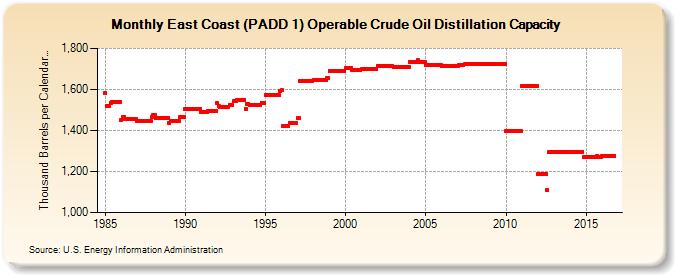 Monthly East Coast (PADD 1) Operable Crude Oil Distillation Capacity
Thousand Barrels per Calendar...
1,800
1,600
1,400
1,200
1,000
1985 1990 1995 2000 2005 2010 2015
Source: U.S. Energy Information Administration